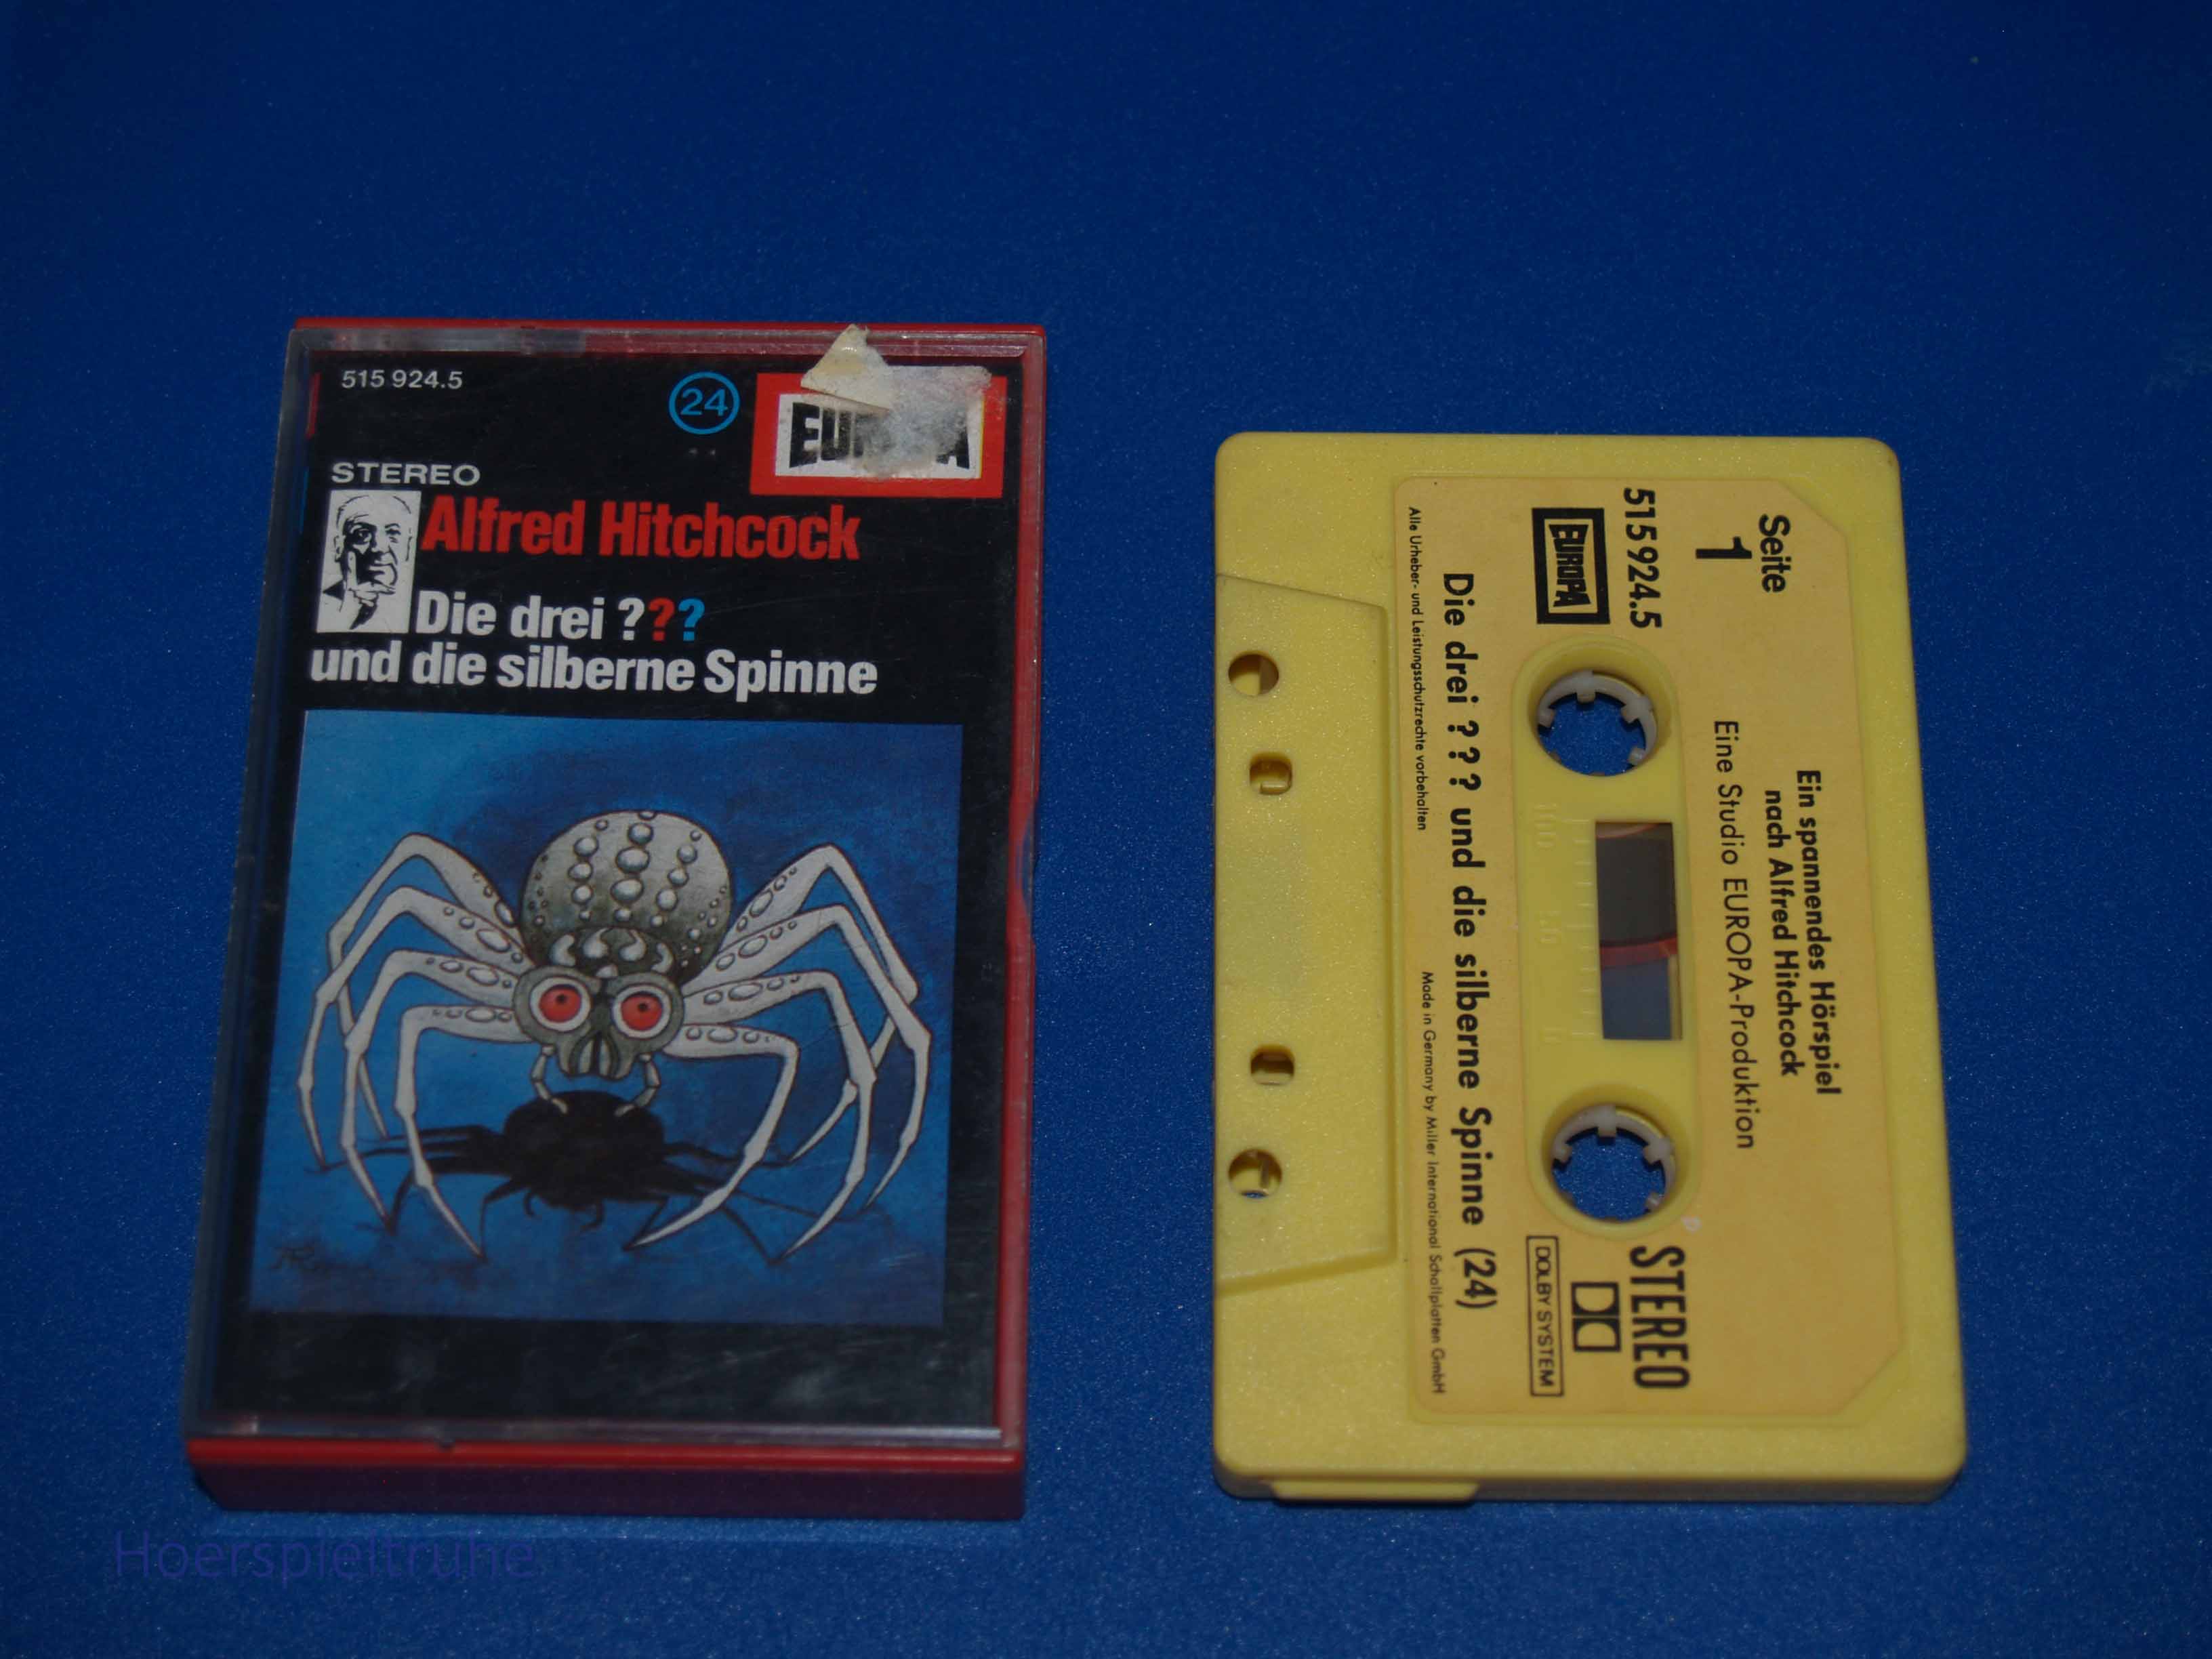 515 924.5
24
EUROPA
STEREO
Alfred Hitchcock
Die drei ???
und die silberne Spinne
Seite
1
Ein spannendes Hörspiel
nach Alfred Hitchcock
Eine Studio EUROPA-Produktion
515 924.5
EUROPA
STEREO
DOLBY SYSTEM
Die drei ??? und die silberne Spinne (24)
Alle Urheber- und Leistungsschutzrechte vorbehalten
Made in Germany by Miller International Schallplatten GmbH
Hoerspieltruhe